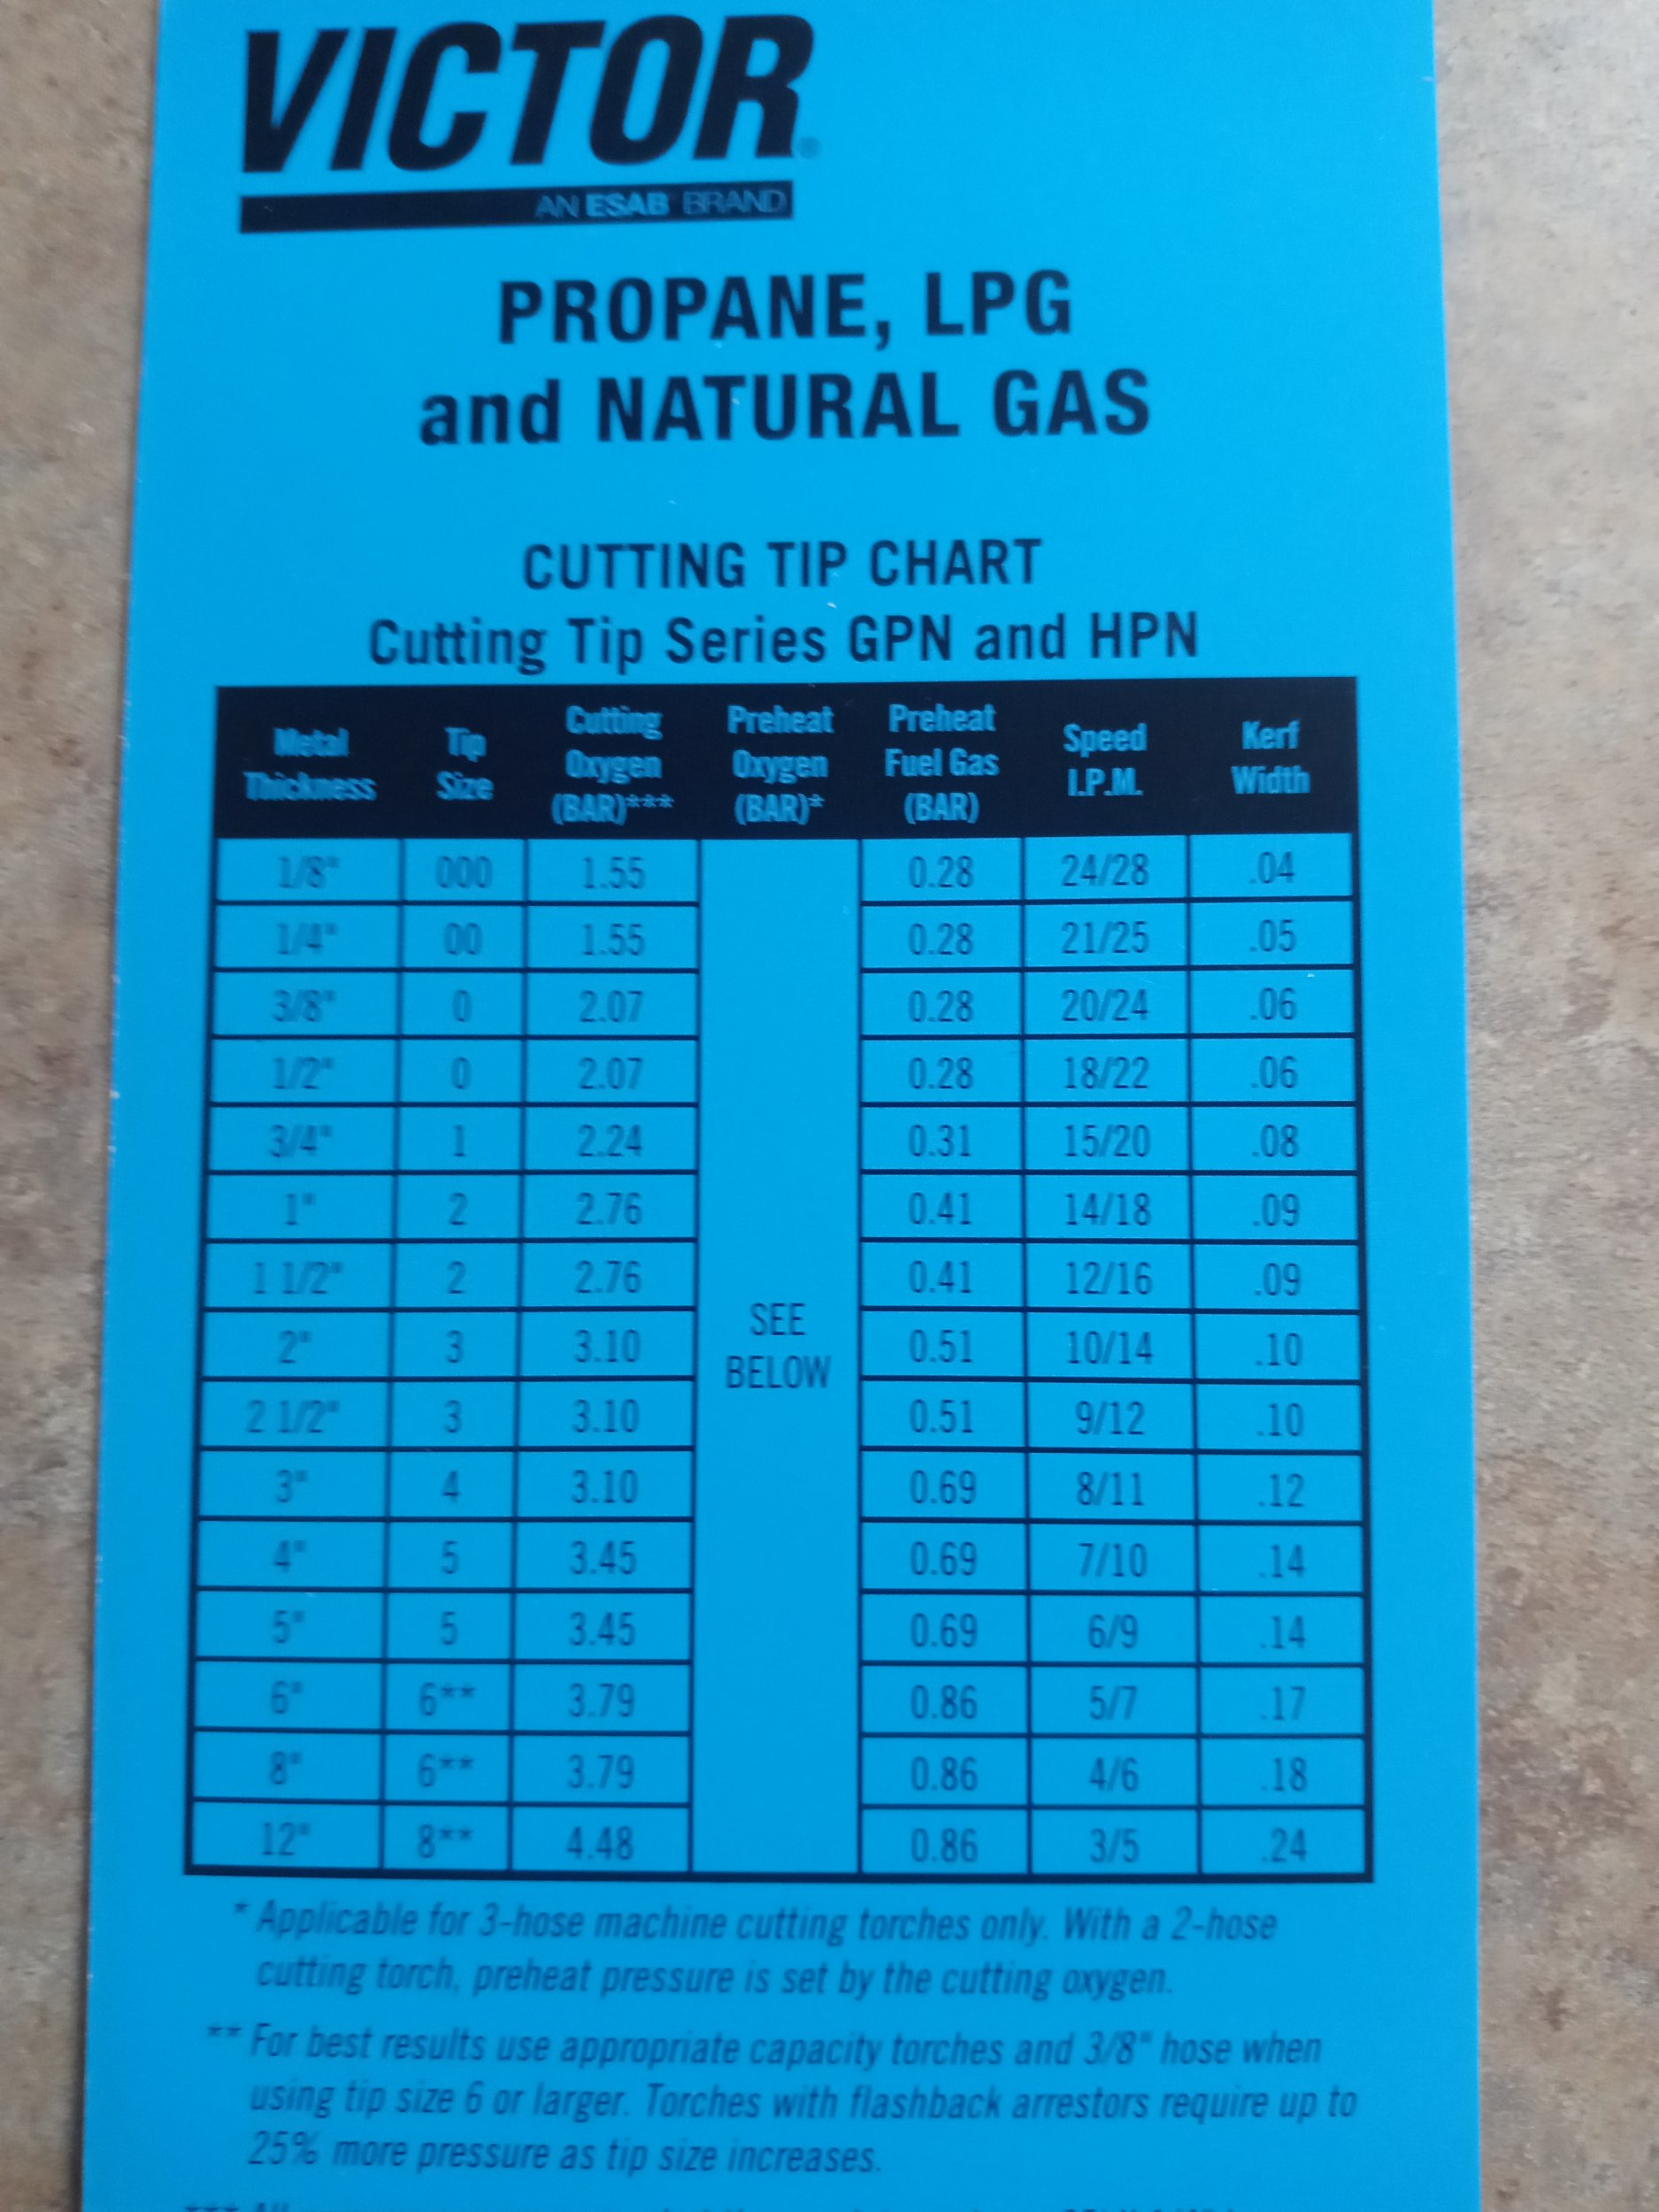 VICTOR®
AN ESAB BRAND
PROPANE, LPG
and NATURAL GAS
CUTTING TIP CHART
Cutting Tip Series GPN and HPN
Metal Thickness Tip Size Cutting Oxygen (BAR)*** Preheat Oxygen (BAR)* Preheat Fuel Gas (BAR) Speed I.P.M. Kerf Width
1/8" 000 1.55 0.28 24/28 .04
1/4" 00 1.55 0.28 21/25 .05
3/8" 0 2.07 0.28 20/24 .06
1/2" 0 2.07 0.28 18/22 .06
3/4" 1 2.24 0.31 15/20 .08
1" 2 2.76 0.41 14/18 .09
1 1/2" 2 2.76 0.41 12/16 .09
SEE
2" 3 3.10 0.51 10/14 .10
BELOW
2 1/2" 3 3.10 0.51 9/12 .10
3" 4 3.10 0.69 8/11 .12
4" 5 3.45 0.69 7/10 .14
5" 5 3.45 0.69 6/9 .14
6" 6** 3.79 0.86 5/7 .17
8" 6** 3.79 0.86 4/6 .18
12" 8** 4.48 0.86 3/5 .24
* Applicable for 3-hose machine cutting torches only. With a 2-hose
cutting torch, preheat pressure is set by the cutting oxygen.
** For best results use appropriate capacity torches and 3/8" hose when
using tip size 6 or larger. Torches with flashback arrestors require up to
25% more pressure as tip size increases.
*** All